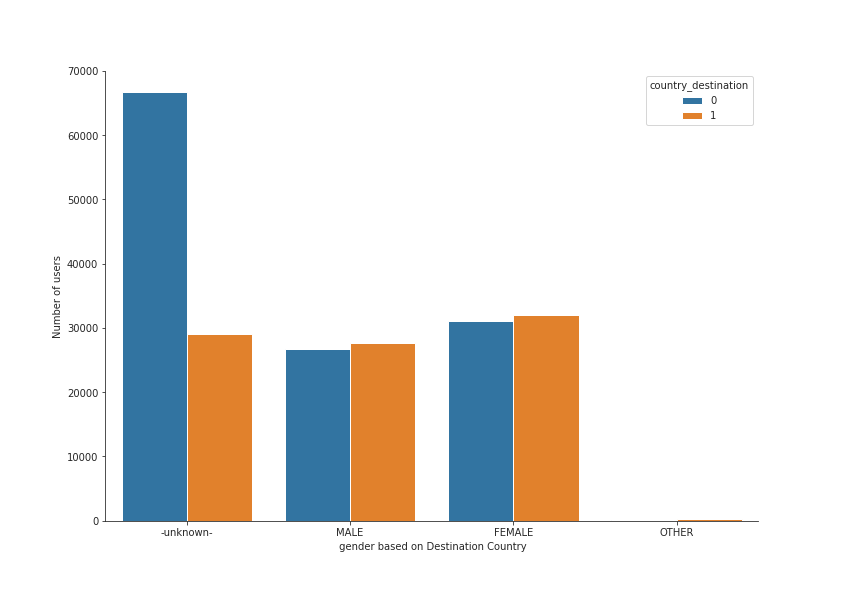 country_destination
0
1
70000
60000
50000
40000
30000
20000
10000
0
Number of users
-unknown-
MALE
FEMALE
OTHER
gender based on Destination Country